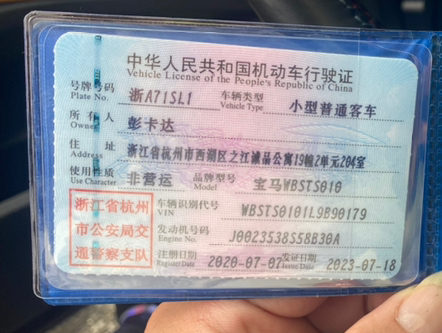 中华人民共和国机动车行驶证
Vehicle License of the People's Republic of China
号牌号码 浙A71SL1 车辆类型 小型普通客车
Plate No. Vehicle Type
所有人 彭卡达
Owner
住址 浙江省杭州市西湖区之江诚品公寓19幢2单元204室
Address
使用性质 非营运 品牌型号 宝马WBSTS010
Use Character Model
浙江省杭州
市公安局交
通警察支队
车辆识别代号 WBSTS0101L9B90179
VIN
发动机号码 J0023538S58B30A
Engine No.
注册日期 2020-07-07 发证日期 2023-07-18
Register Date Issue Date